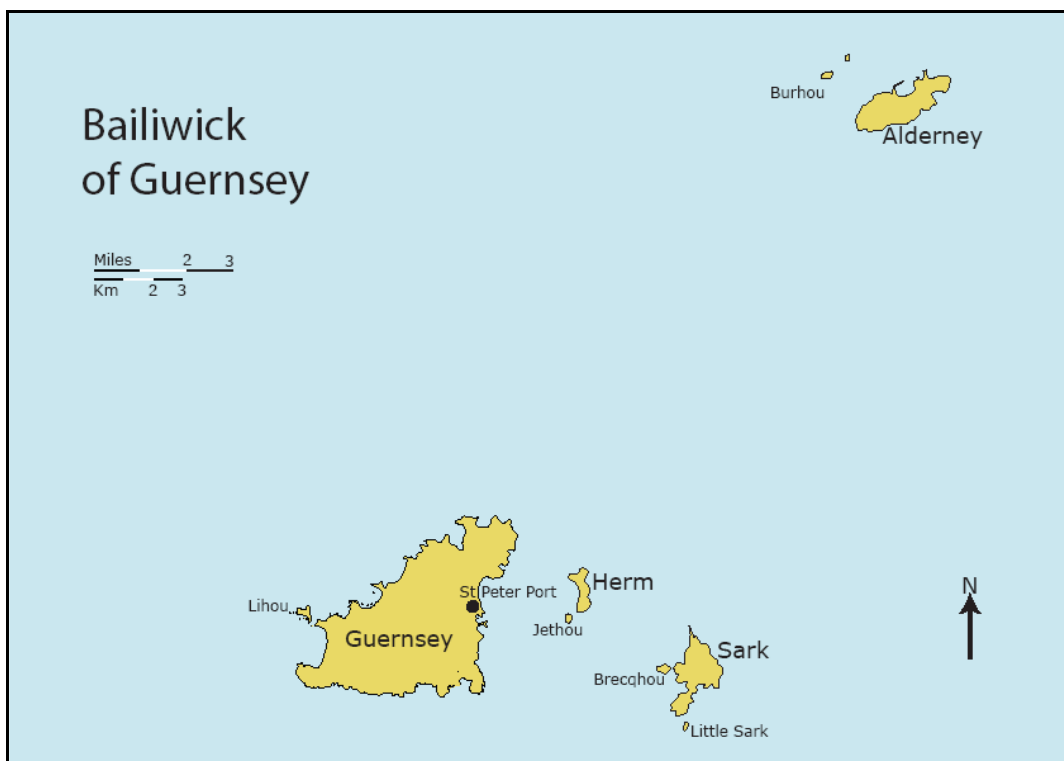 Bailiwick
of Guernsey
Miles 2 3
Km 2 3
Burhou
Alderney
Lihou
Guernsey
St Peter Port
Herm
Jethou
Sark
Brecqhou
Little Sark
N